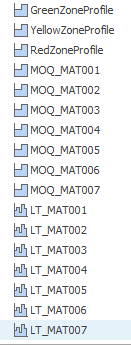 GreenZoneProfile
YellowZoneProfile
RedZoneProfile
MOQ_MAT001
MOQ_MAT002
MOQ_MAT003
MOQ_MAT004
MOQ_MAT005
MOQ_MAT006
MOQ_MAT007
LT_MAT001
LT_MAT002
LT_MAT003
LT_MAT004
LT_MAT005
LT_MAT006
LT_MAT007